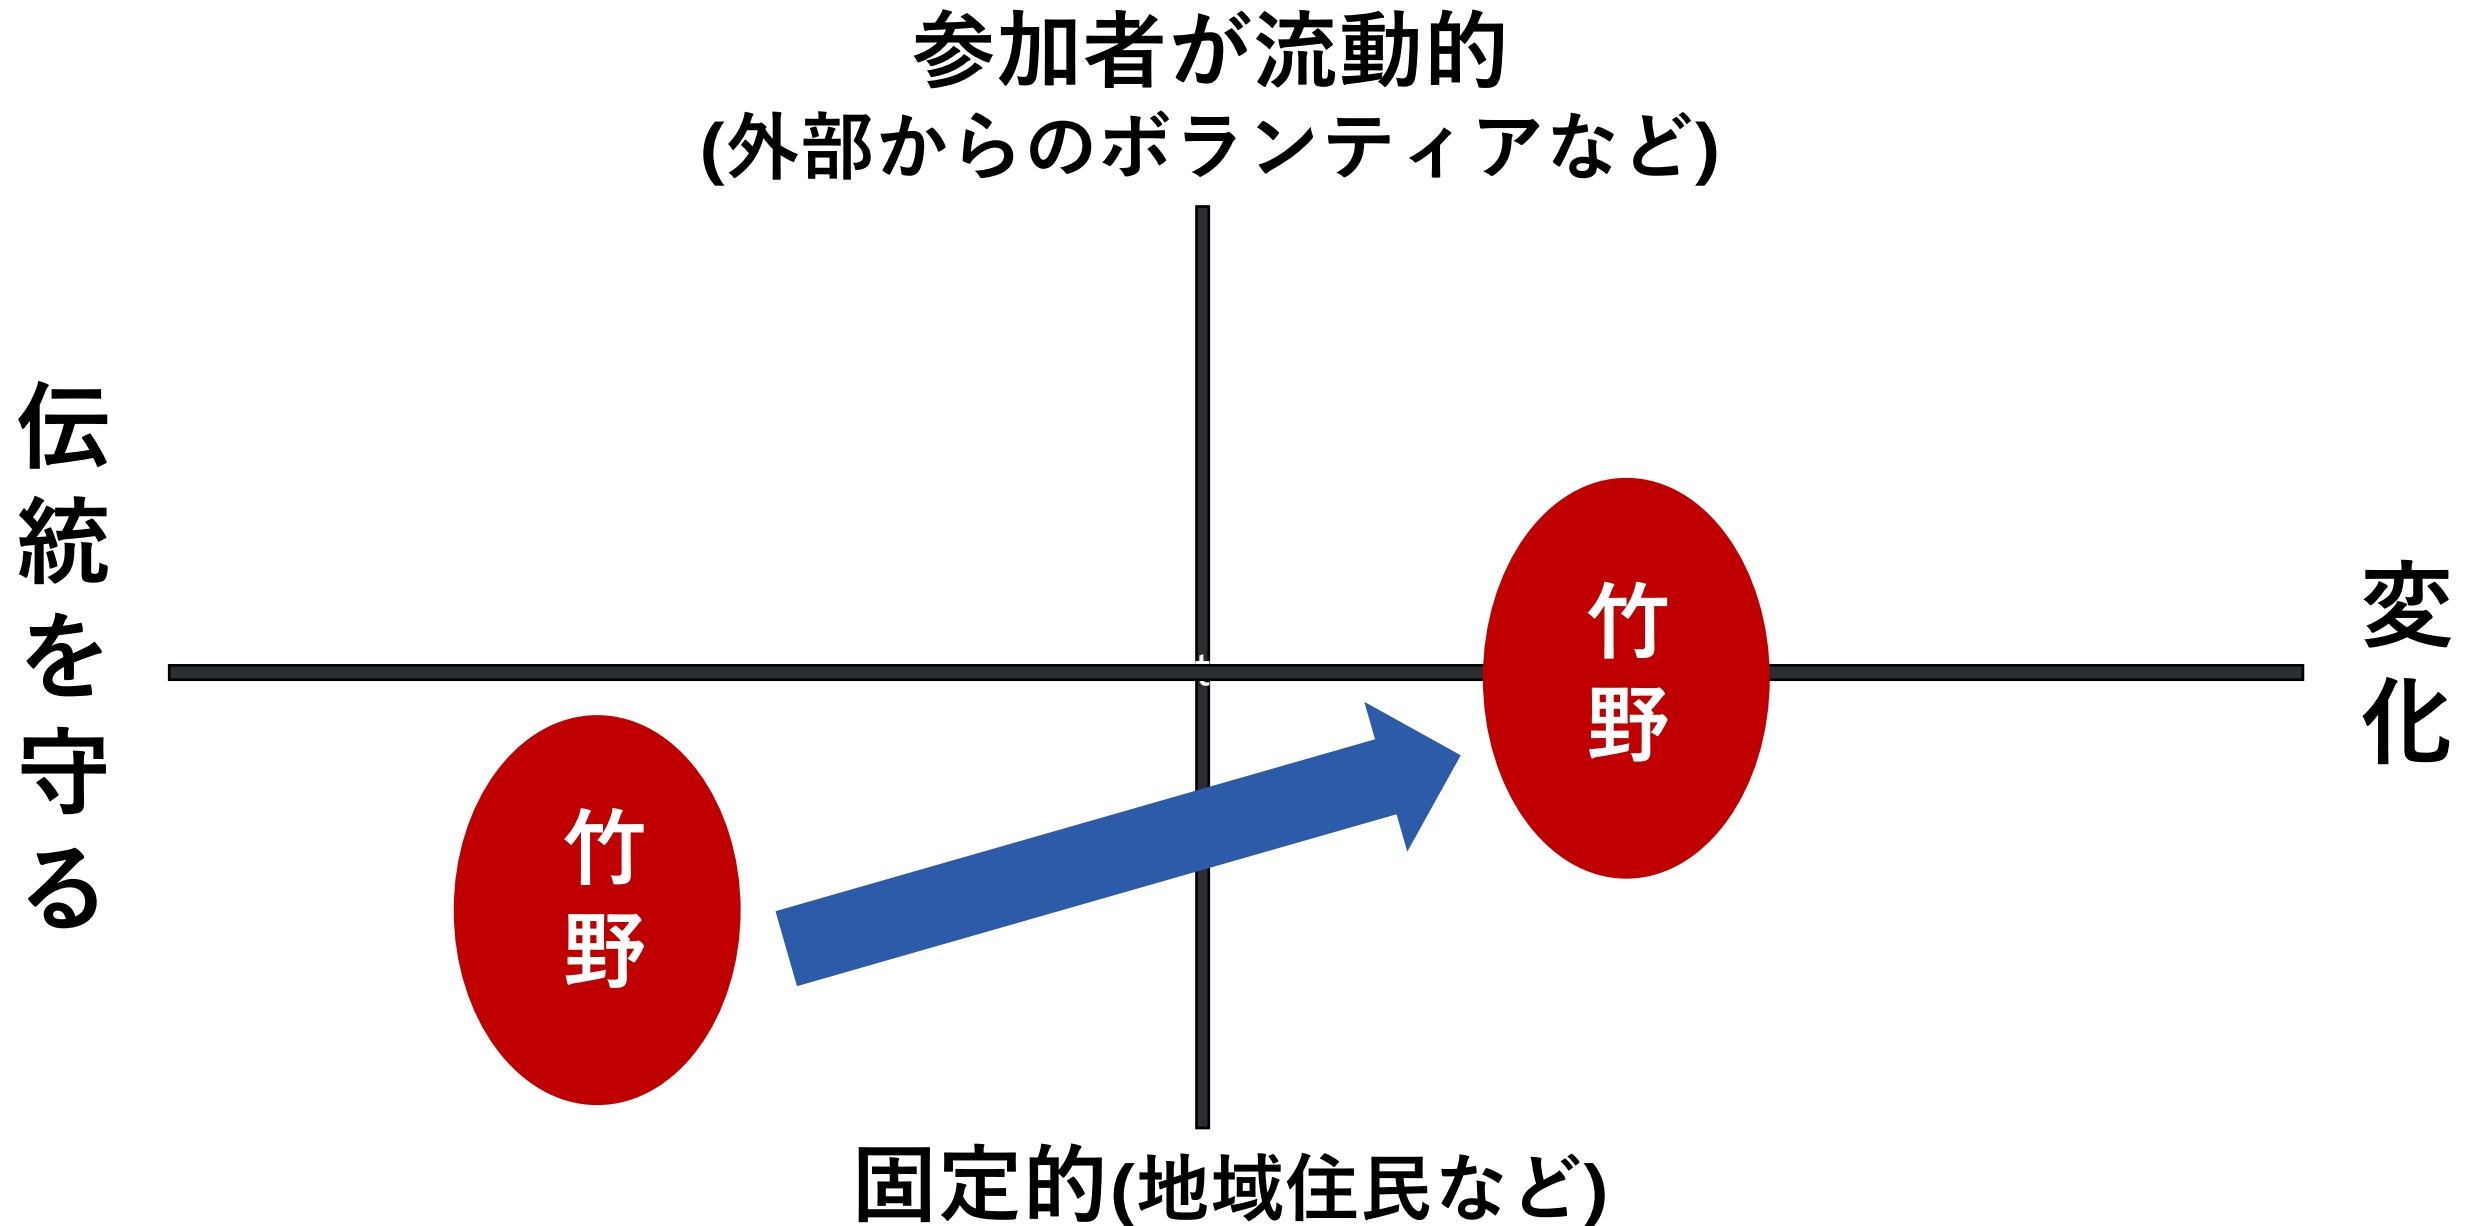 参加者が流動的
(外部からのボランティアなど)
伝統を守る
変化
竹野
竹野
固定的(地域住民など)